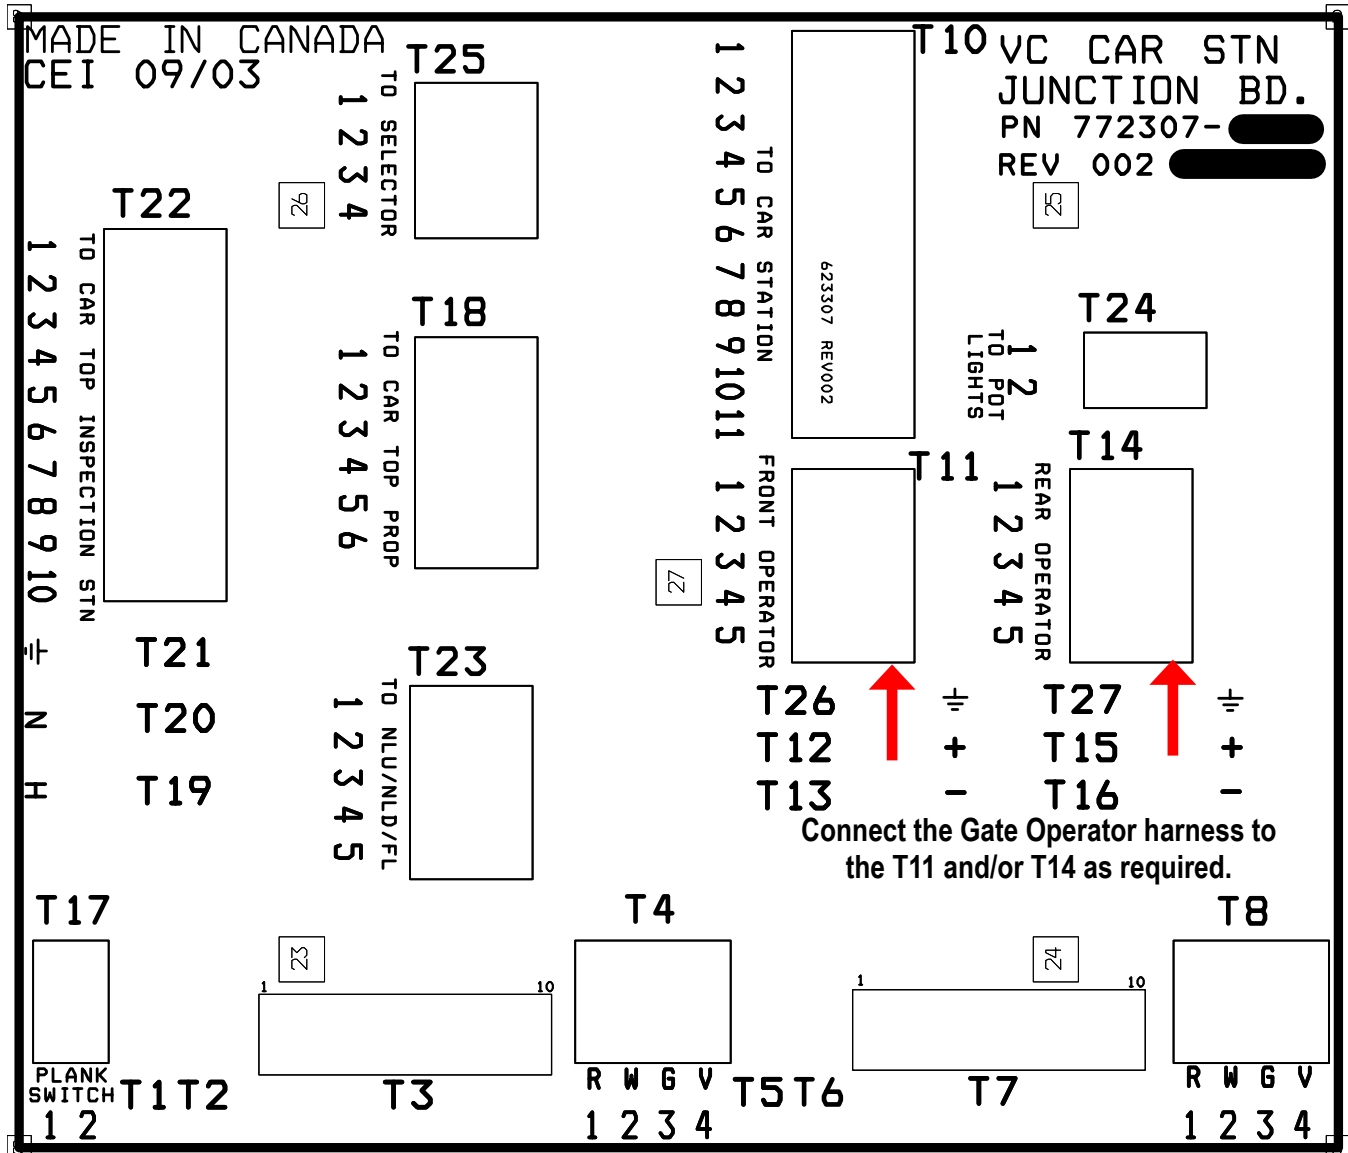 MADE IN CANADA
CEI 09/03
T25
TO SELECTOR
1 2 3 4
26
T22
TO CAR TOP INSPECTION STN
1 2 3 4 5 6 7 8 9 10
T18
TO CAR TOP PROP
1 2 3 4 5 6
T10
TO CAR STATION
1 2 3 4 5 6 7 8 9 10 11
623307 REV002
VC CAR STN
JUNCTION BD.
PN 772307-
REV 002
25
T24
TO POT
LIGHTS
1 2
T11
FRONT OPERATOR
1 2 3 4 5
T14
REAR OPERATOR
1 2 3 4 5
27
T21
N T20
H T19
T23
TO NLU/NLD/FL
1 2 3 4 5
T26
T12 +
T13 -
T27
T15 +
T16 -
Connect the Gate Operator harness to
the T11 and/or T14 as required.
T17
PLANK
SWITCH
1 2
T1 T2
23
1 10
T3
T4
R W G V
1 2 3 4
T5 T6
24
1 10
T7
T8
R W G V
1 2 3 4